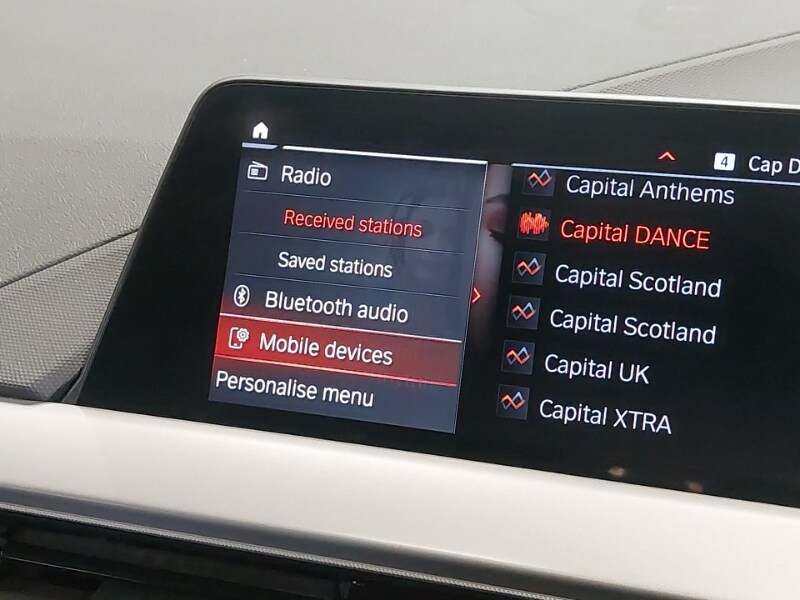 4 Cap D
Radio
Received stations
Saved stations
Bluetooth audio
Mobile devices
Personalise menu
Capital Anthems
Capital DANCE
Capital Scotland
Capital Scotland
Capital UK
Capital XTRA